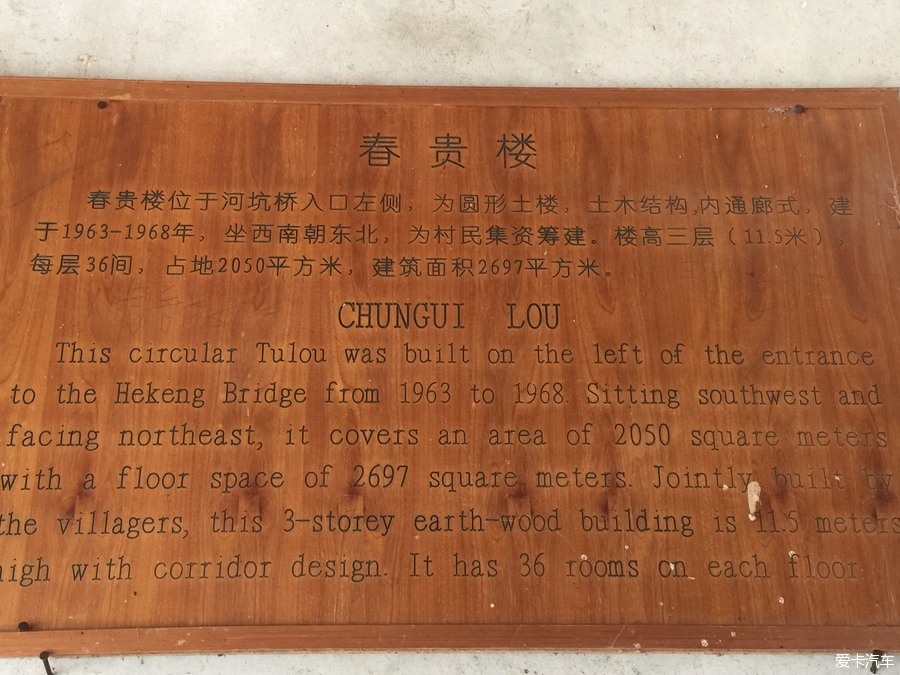 春贵楼
春贵楼位于河坑桥入口左侧，为圆形土楼，土木结构,内通廊式，建
于1963-1968年，坐西南朝东北，为村民集资筹建。楼高三层（11.5米），
每层36间，占地2050平方米，建筑面积2697平方米。
CHUNGUI LOU
This circular Tulou was built on the left of the entrance
to the Hekeng Bridge from 1963 to 1968. Sitting southwest and
facing northeast, it covers an area of 2050 square meters
with a floor space of 2697 square meters. Jointly built by
the villagers, this 3-storey earth-wood building is 11.5 meters
high with corridor design. It has 36 rooms on each floor.
爱卡汽车